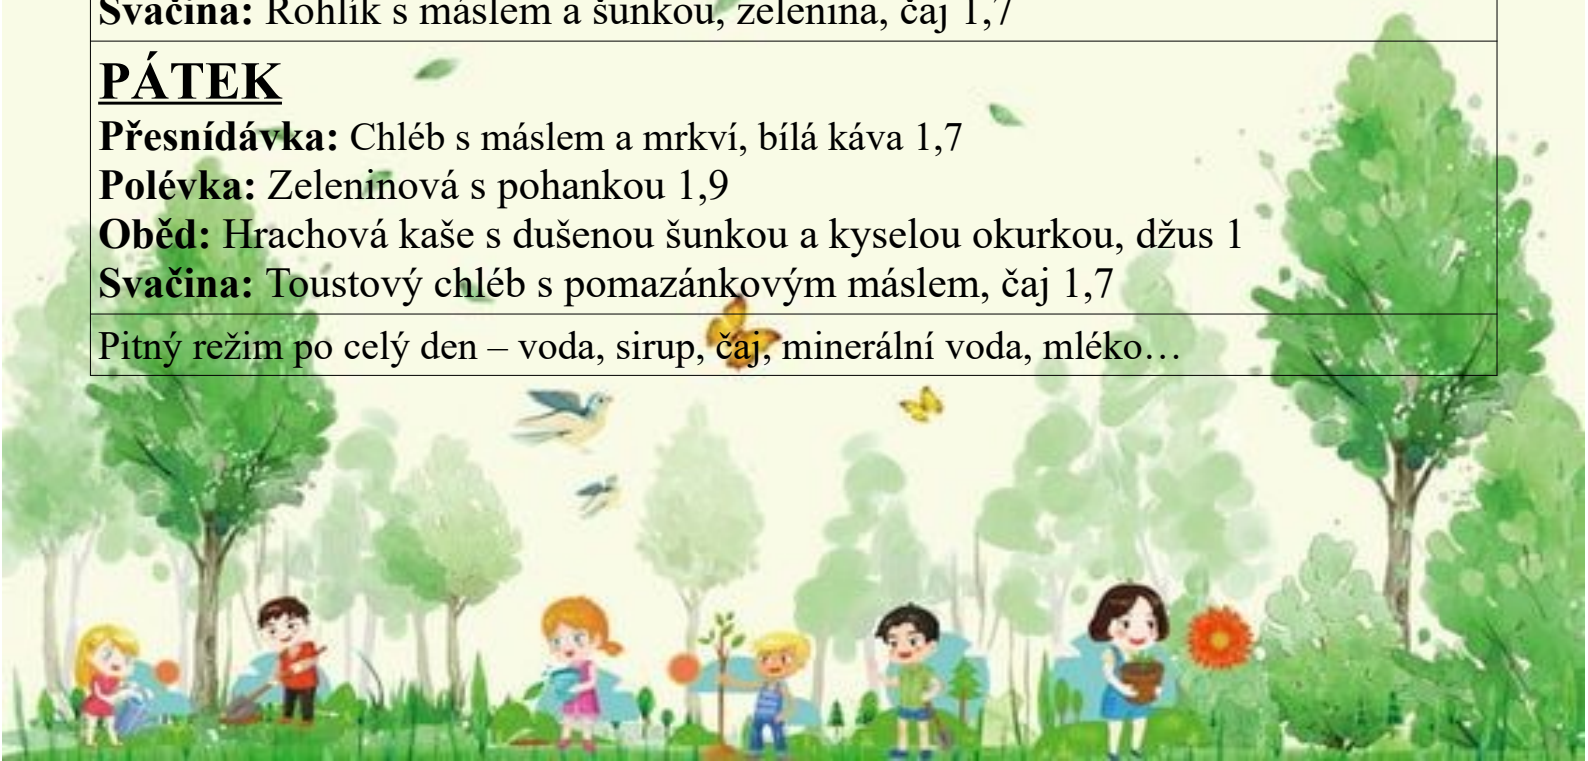 Svačina: Rohlík s máslem a šunkou, zelenina, čaj 1,7
PÁTEK
Přesnídávka: Chléb s máslem a mrkví, bílá káva 1,7
Polévka: Zeleninová s pohankou 1,9
Oběd: Hrachová kaše s dušenou šunkou a kyselou okurkou, džus 1
Svačina: Toustový chléb s pomazánkovým máslem, čaj 1,7
Pitný režim po celý den – voda, sirup, čaj, minerální voda, mléko…